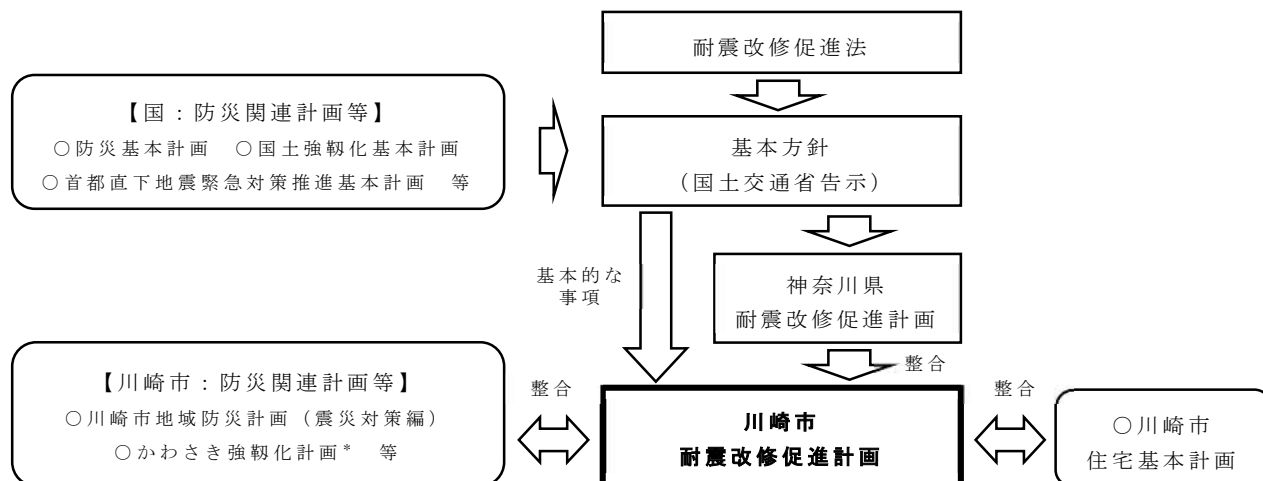 耐震改修促進法
【国：防災関連計画等】
○防災基本計画　○国土強靱化基本計画
○首都直下地震緊急対策推進基本計画　等
基本方針
（国土交通省告示）
基本的な
事項
神奈川県
耐震改修促進計画
整合
【川崎市：防災関連計画等】
○川崎市地域防災計画（震災対策編）
○かわさき強靱化計画*　等
整合
川崎市
耐震改修促進計画
整合
○川崎市
住宅基本計画